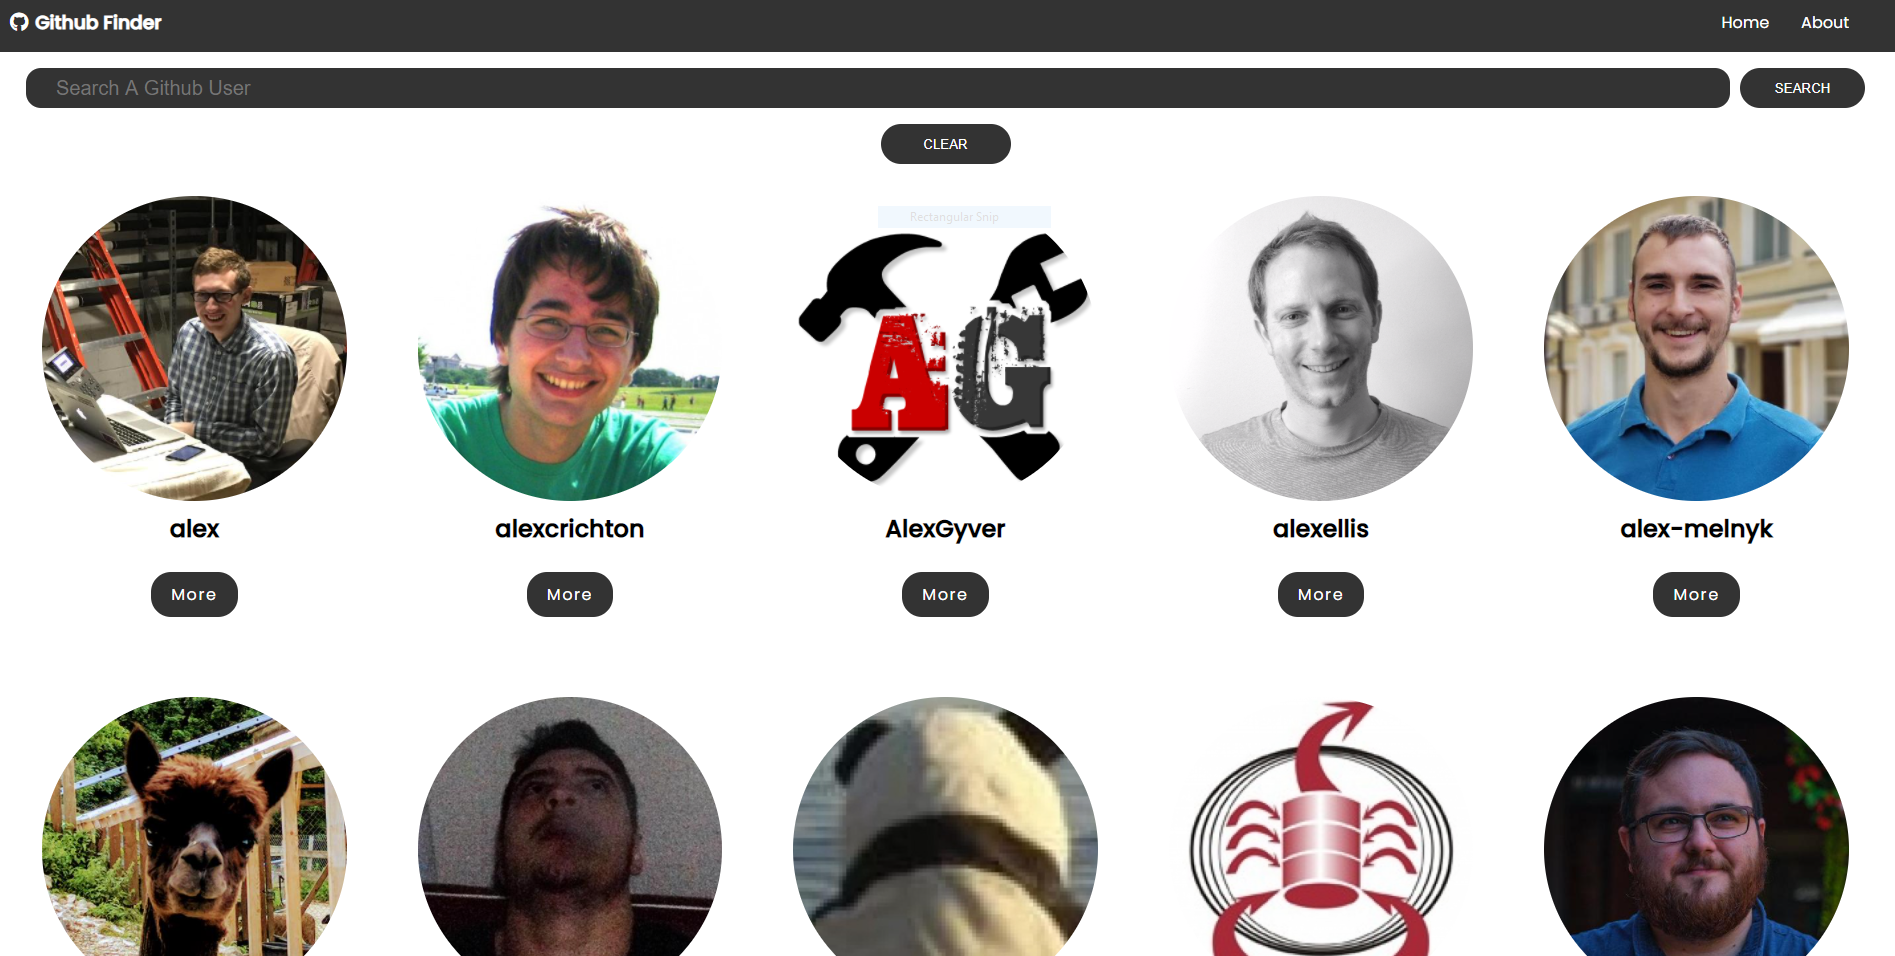 Github Finder
Home
About
Search A Github User
SEARCH
CLEAR
Rectangular Snip
AG
alex
alexcrichton
AlexGyver
alexellis
alex-melnyk
More
More
More
More
More